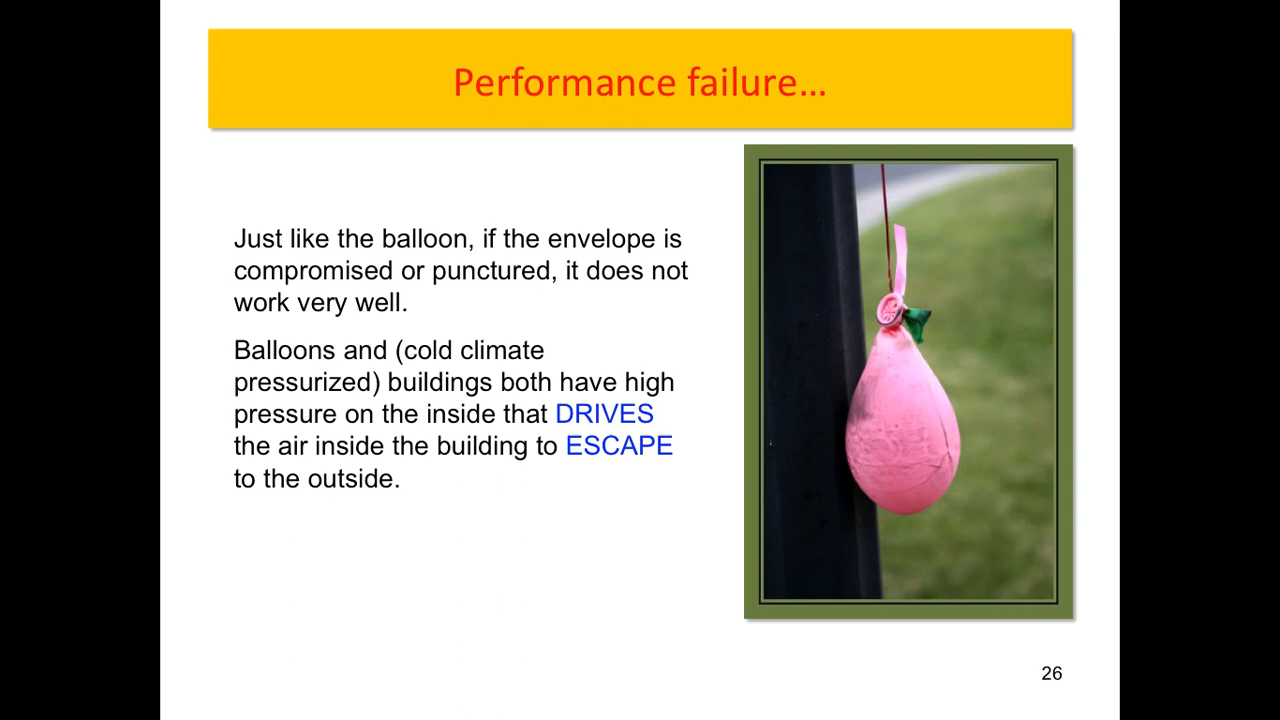 Performance failure...
Just like the balloon, if the envelope is
compromised or punctured, it does not
work very well.
Balloons and (cold climate
pressurized) buildings both have high
pressure on the inside that DRIVES
the air inside the building to ESCAPE
to the outside.
26